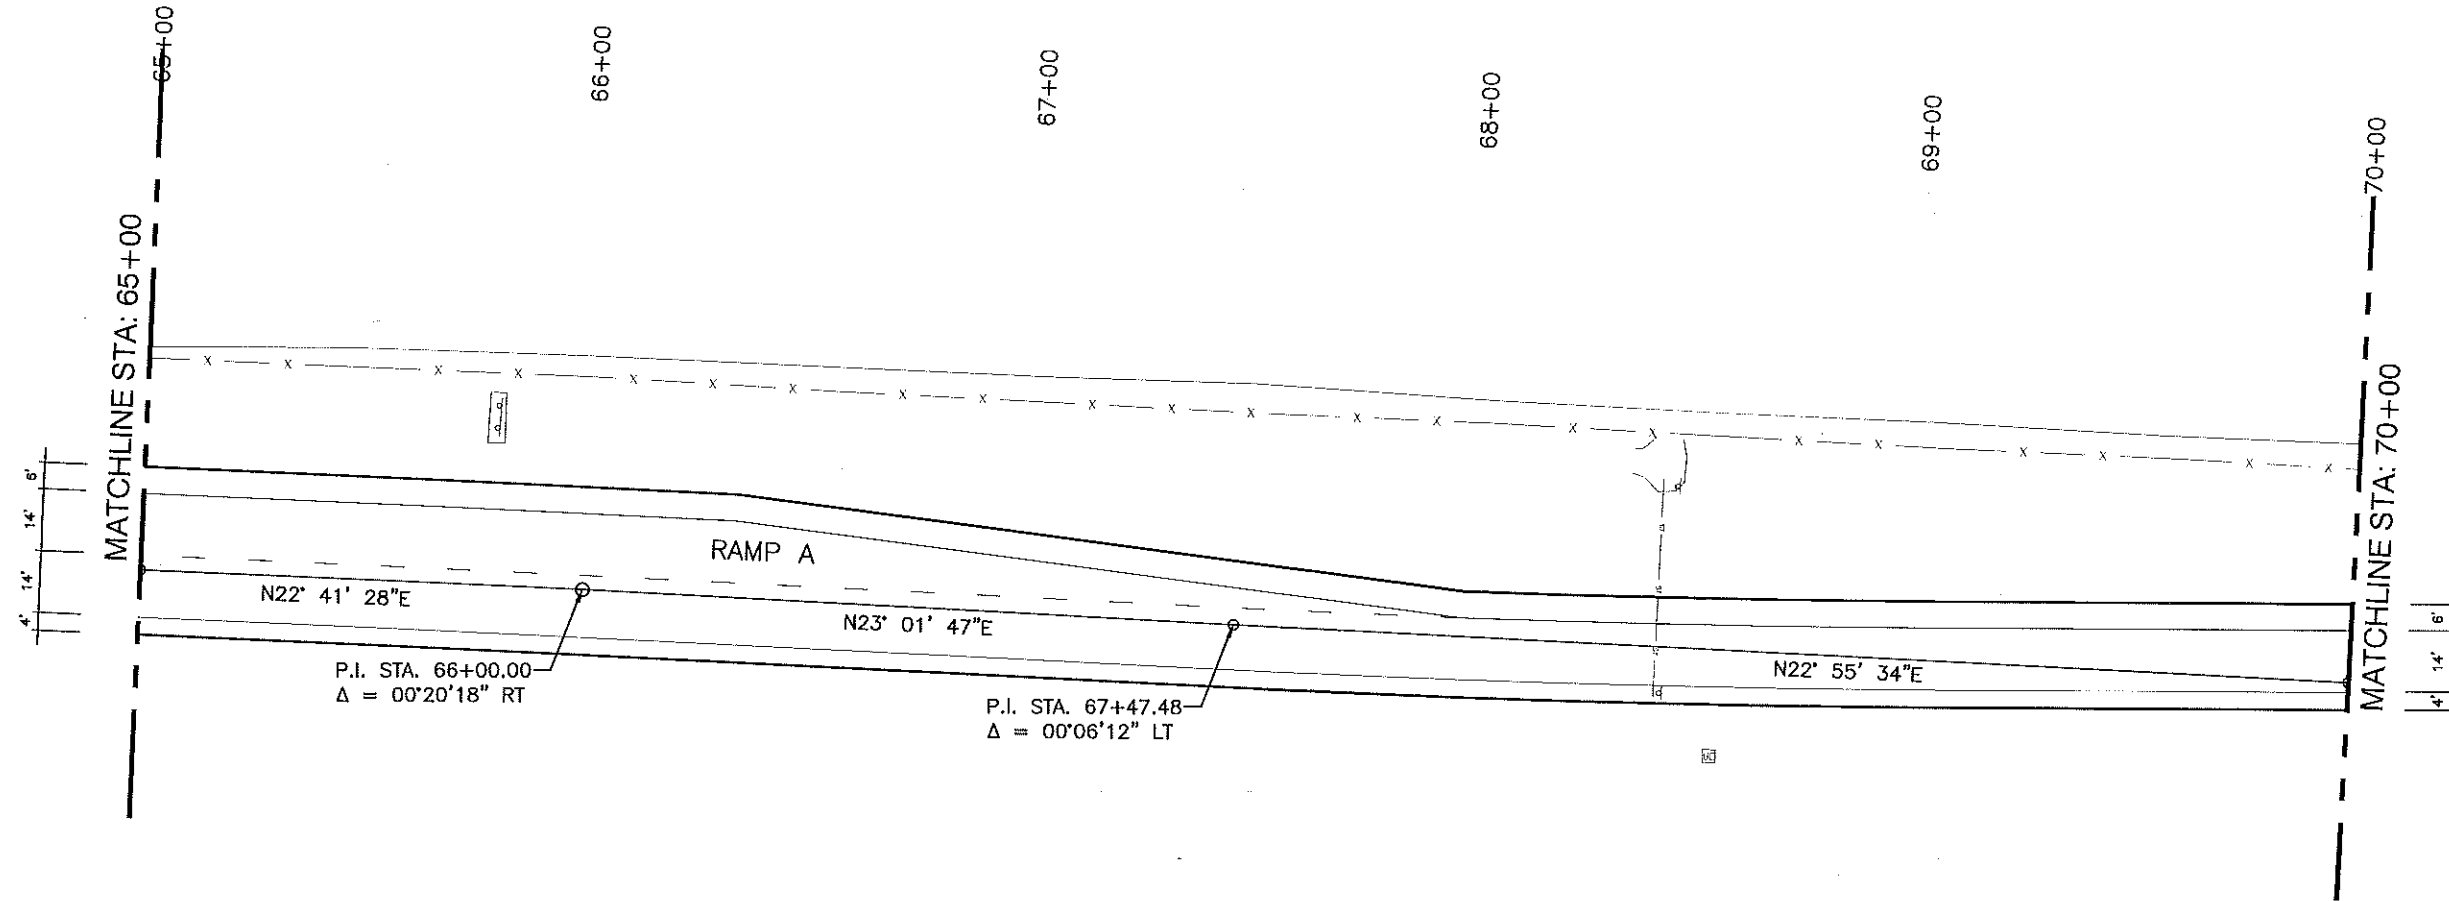 65+00
66+00
67+00
68+00
69+00
70+00
MATCHLINE STA: 65+00
6'
14'
14'
4'
X X X X X X X X X X X X X X X X X X X X X X
RAMP A
N22° 41' 28"E
N23° 01' 47"E
N22° 55' 34"E
P.I. STA. 66+00.00
Δ = 00°20'18" RT
P.I. STA. 67+47.48
Δ = 00°06'12" LT
MATCHLINE STA: 70+00
6'
14'
4'